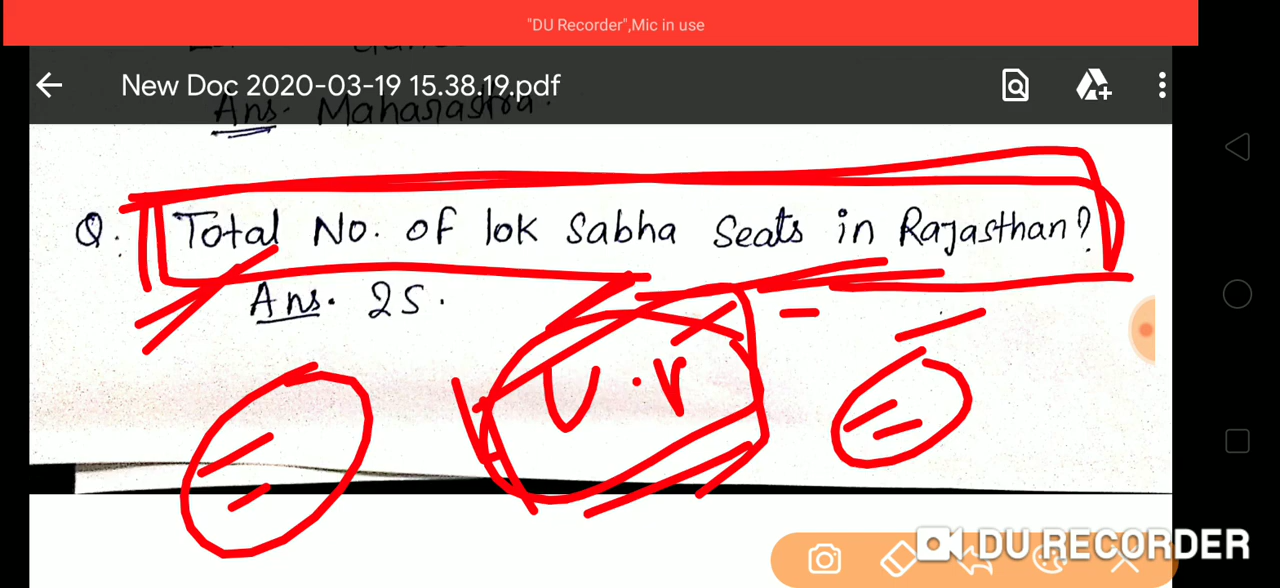 "DU Recorder",Mic in use
New Doc 2020-03-19 15.38.19.pdf
Ans. Maharastra.
Q. Total No. of lok Sabha Seats in Rajasthan?
Ans. 25.
U.P
DU RECORDER